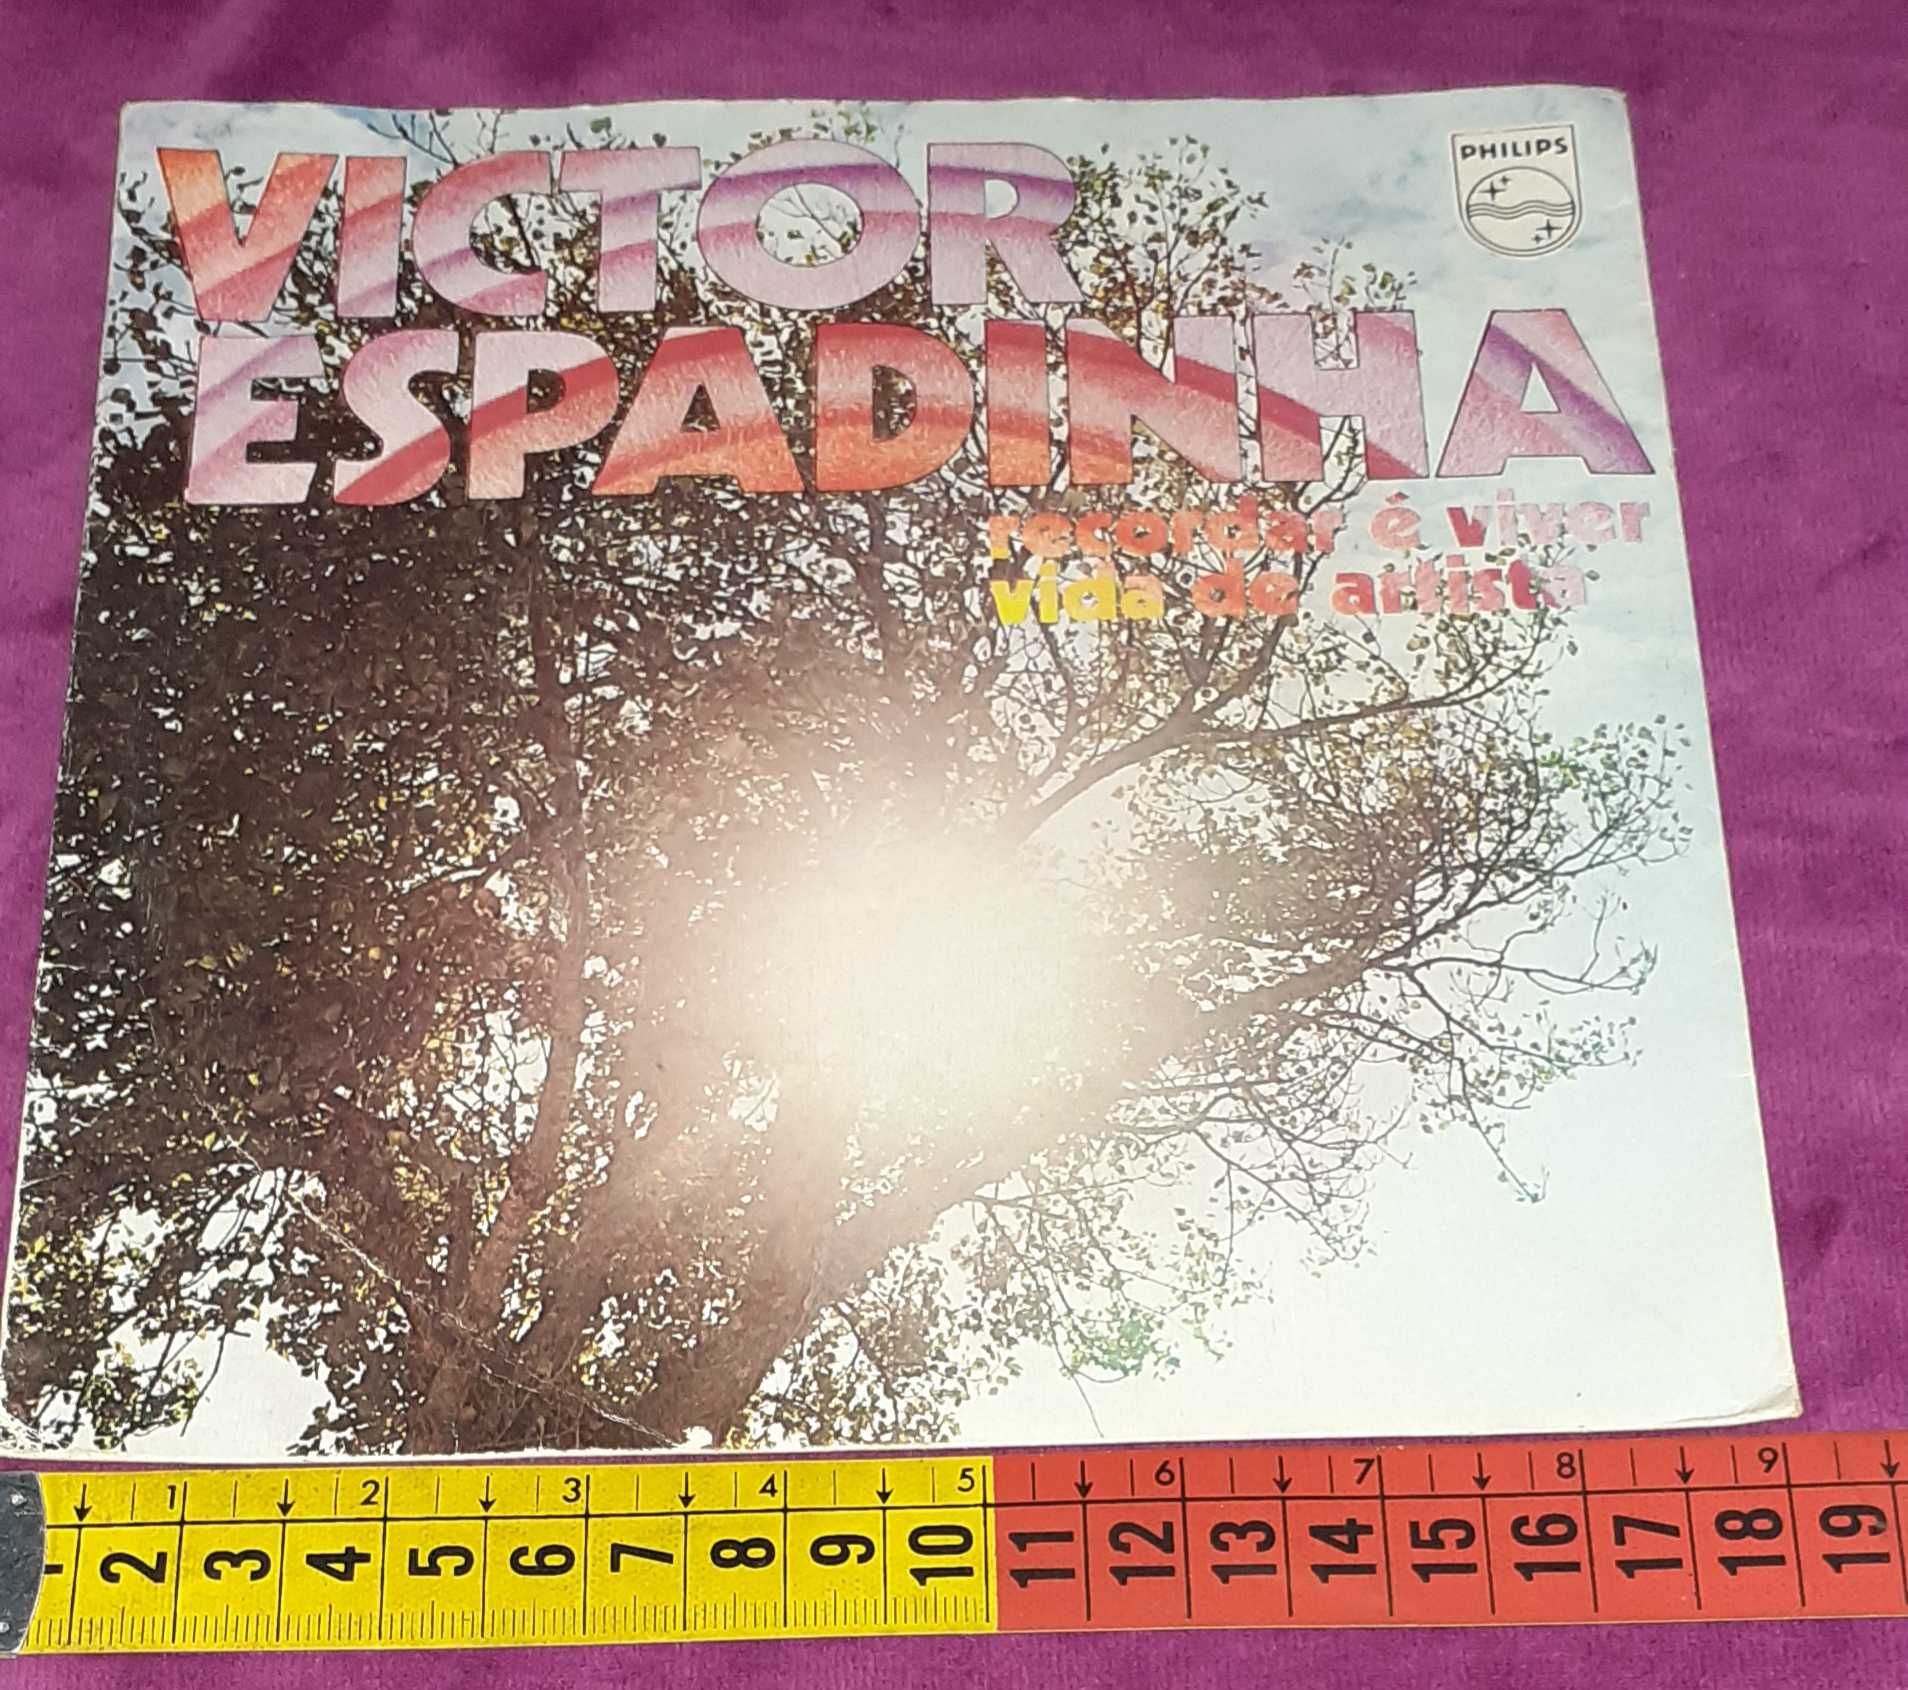 VICTOR
PHILIPS
ESPADINHA
recordar é viver
vida de artista
1 2 3 4 5 6 7 8 9
2 3 4 5 6 7 8 9 10 11 12 13 14 15 16 17 18 19